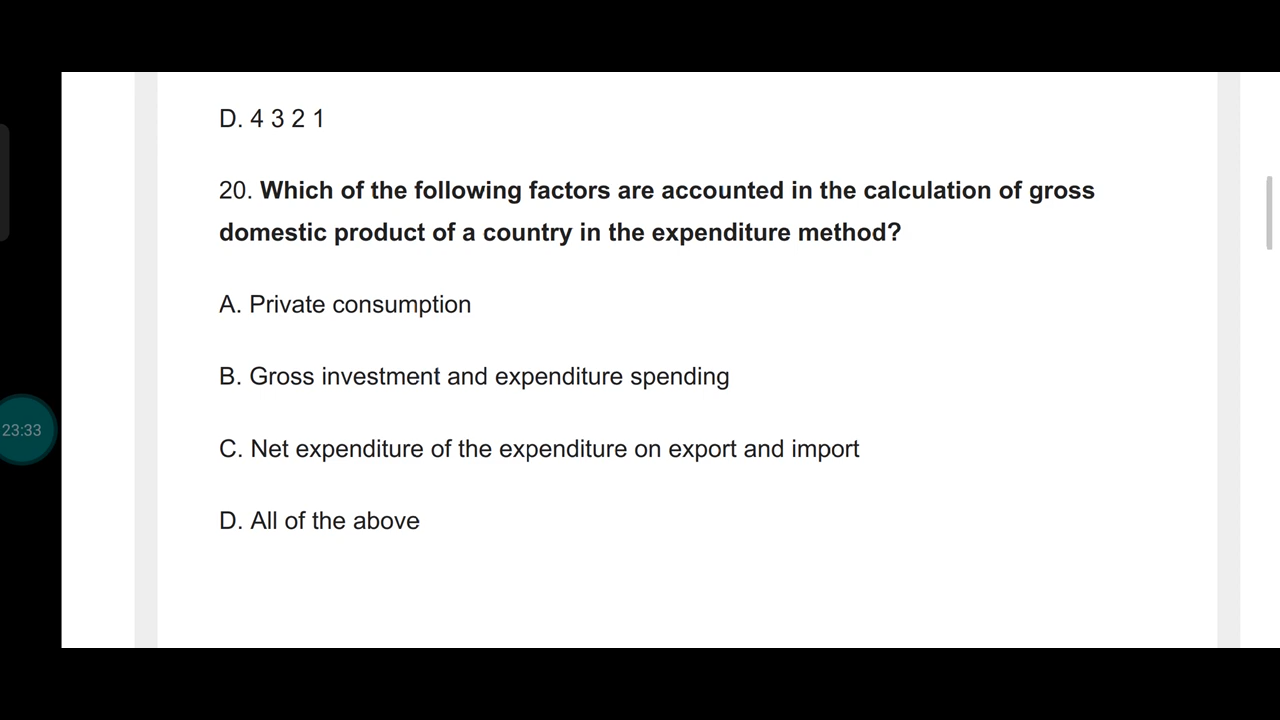 D. 4 3 2 1
20. Which of the following factors are accounted in the calculation of gross
domestic product of a country in the expenditure method?
A. Private consumption
B. Gross investment and expenditure spending
23:33
C. Net expenditure of the expenditure on export and import
D. All of the above